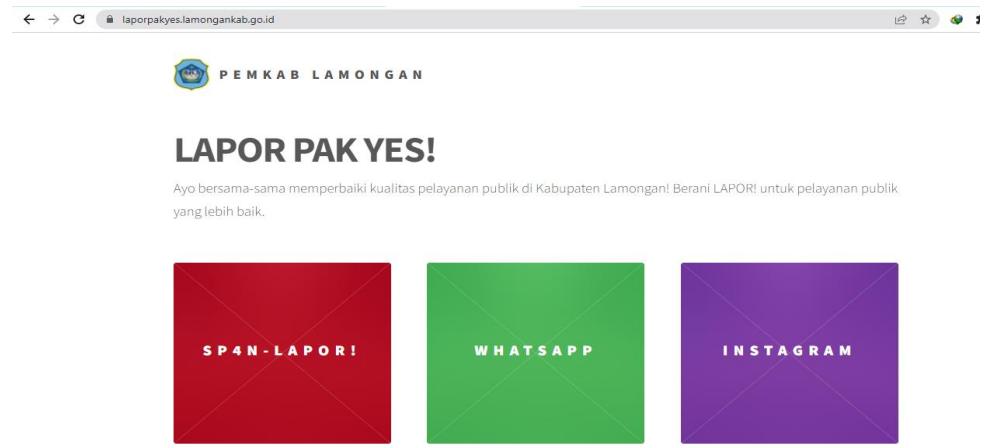 laporpakyes.lamongankab.go.id
PEMKAB LAMONGAN
LAPOR PAK YES!
Ayo bersama-sama memperbaiki kualitas pelayanan publik di Kabupaten Lamongan! Berani LAPOR! untuk pelayanan publik
yang lebih baik.
SP4N-LAPOR!
WHATSAPP
INSTAGRAM